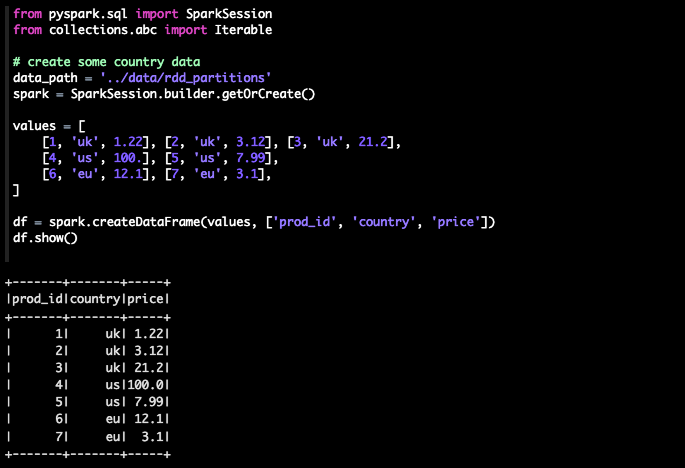 from pyspark.sql import SparkSession
from collections.abc import Iterable
# create some country data
data_path = '../data/rdd_partitions'
spark = SparkSession.builder.getOrCreate()
values = [
    [1, 'uk', 1.22], [2, 'uk', 3.12], [3, 'uk', 21.2],
    [4, 'us', 100.], [5, 'us', 7.99],
    [6, 'eu', 12.1], [7, 'eu', 3.1],
]
df = spark.createDataFrame(values, ['prod_id', 'country', 'price'])
df.show()
+-------+-------+-----+
|prod_id|country|price|
+-------+-------+-----+
|      1|     uk| 1.22|
|      2|     uk| 3.12|
|      3|     uk| 21.2|
|      4|     us|100.0|
|      5|     us| 7.99|
|      6|     eu| 12.1|
|      7|     eu|  3.1|
+-------+-------+-----+